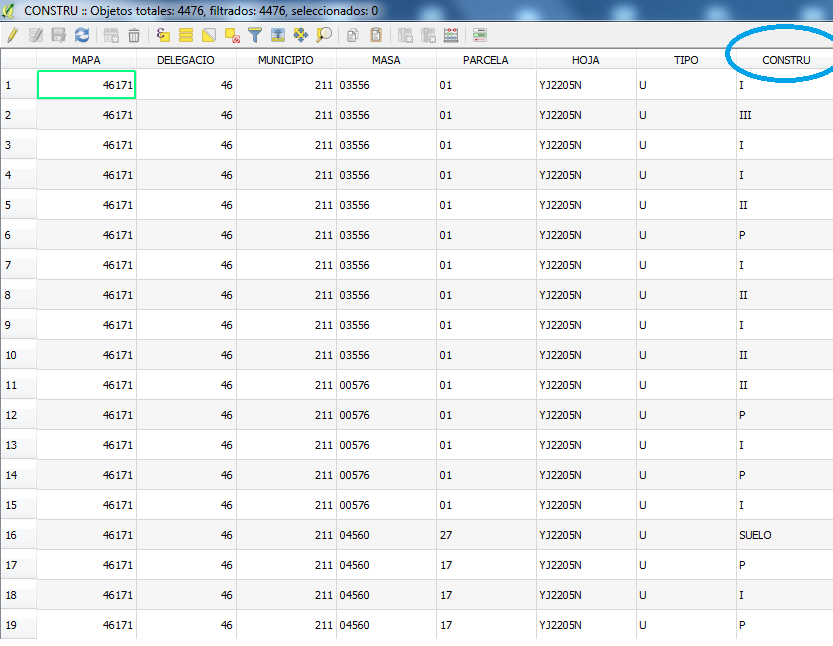 CONSTRU :: Objetos totales: 4476, filtrados: 4476, seleccionados: 0
MAPA DELEGACIO MUNICIPIO MASA PARCELA HOJA TIPO CONSTRU
1 46171 46 211 03556 01 YJ2205N U I
2 46171 46 211 03556 01 YJ2205N U III
3 46171 46 211 03556 01 YJ2205N U I
4 46171 46 211 03556 01 YJ2205N U I
5 46171 46 211 03556 01 YJ2205N U II
6 46171 46 211 03556 01 YJ2205N U P
7 46171 46 211 03556 01 YJ2205N U I
8 46171 46 211 03556 01 YJ2205N U II
9 46171 46 211 03556 01 YJ2205N U I
10 46171 46 211 03556 01 YJ2205N U II
11 46171 46 211 00576 01 YJ2205N U II
12 46171 46 211 00576 01 YJ2205N U P
13 46171 46 211 00576 01 YJ2205N U I
14 46171 46 211 00576 01 YJ2205N U P
15 46171 46 211 00576 01 YJ2205N U I
16 46171 46 211 04560 27 YJ2205N U SUELO
17 46171 46 211 04560 17 YJ2205N U P
18 46171 46 211 04560 17 YJ2205N U I
19 46171 46 211 04560 17 YJ2205N U P